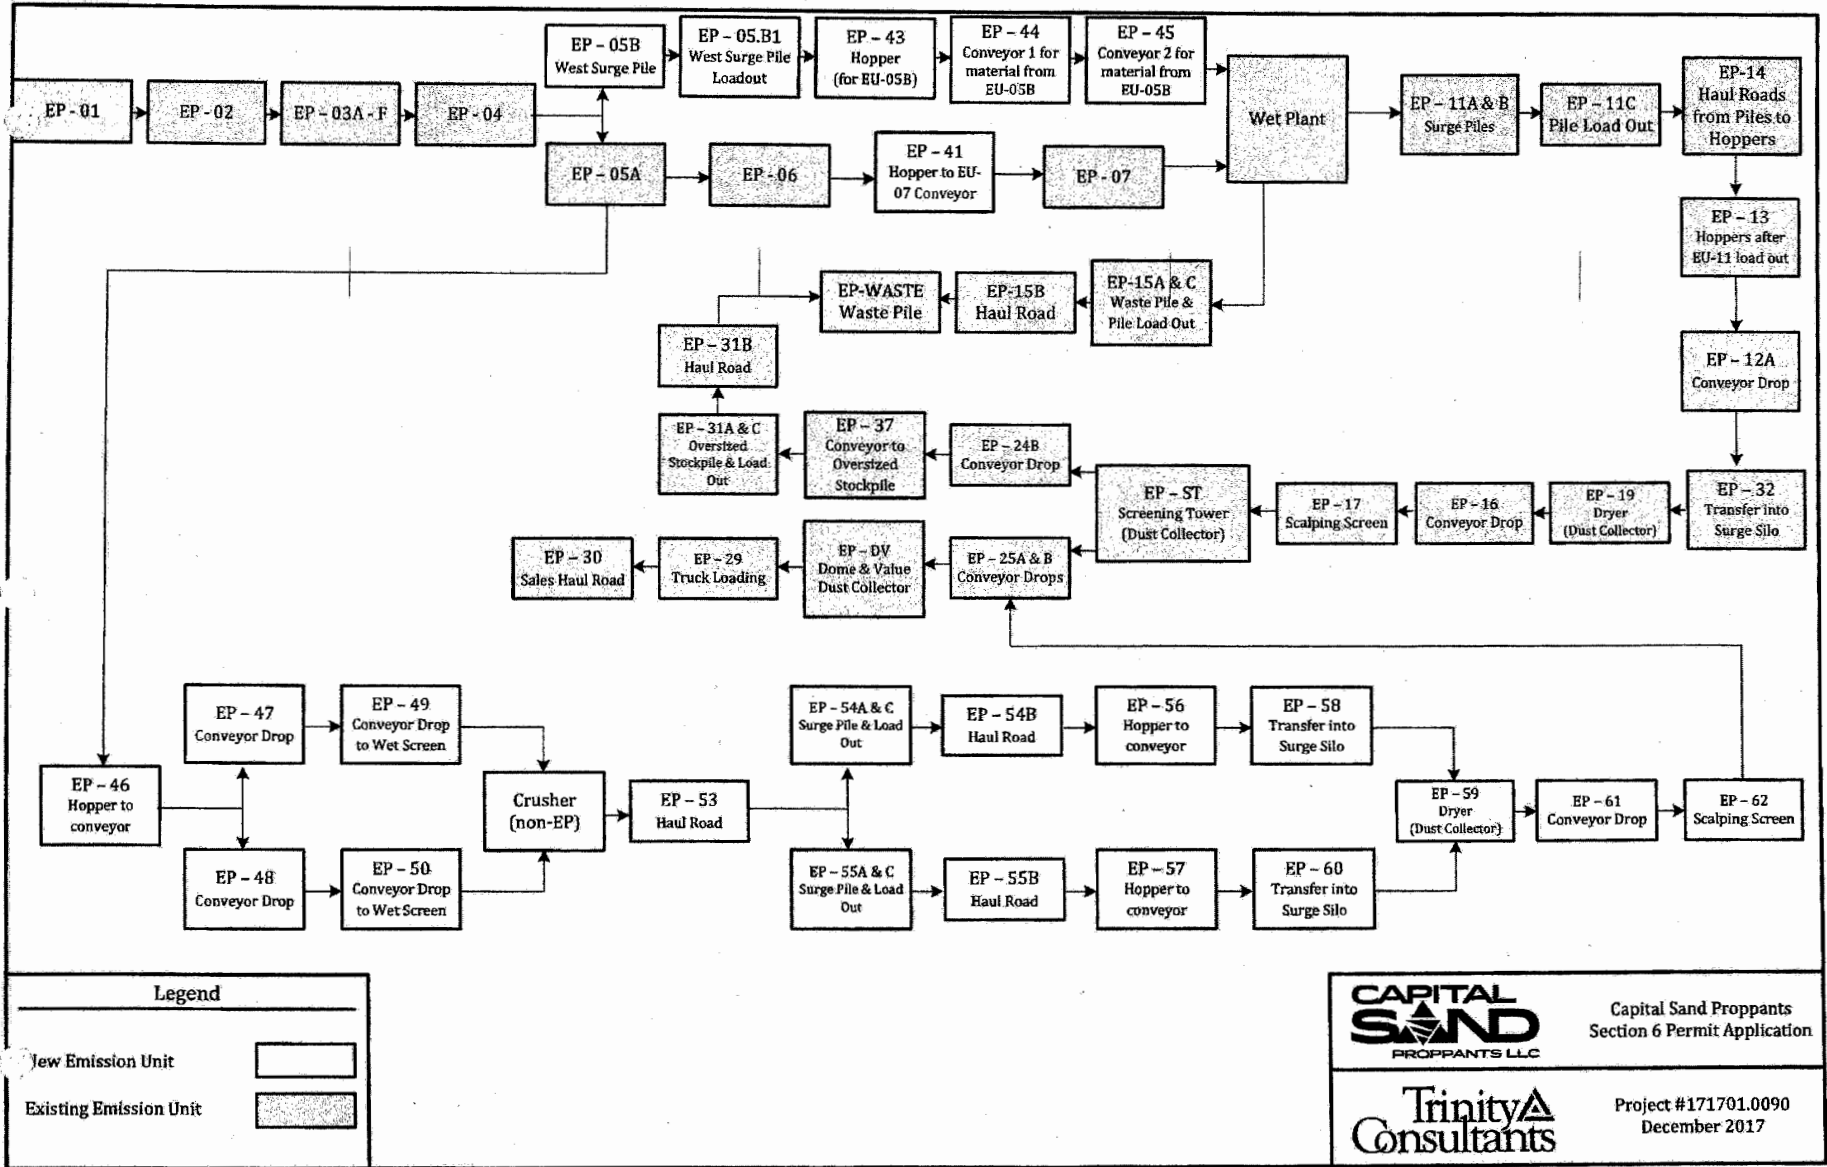 EP - 01
EP - 02
EP - 03A - F
EP - 04
EP - 05B
West Surge Pile
EP - 05.B1
West Surge Pile
Loadout
EP - 43
Hopper
(for EU-05B)
EP - 44
Conveyor 1 for
material from
EU-05B
EP - 45
Conveyor 2 for
material from
EU-05B
EP - 05A
EP - 06
EP - 41
Hopper to EU-
07 Conveyor
EP - 07
Wet Plant
EP - 11A & B
Surge Piles
EP - 11C
Pile Load Out
EP-14
Haul Roads
from Piles to
Hoppers
EP - 13
Hoppers after
EU-11 load out
EP - 12A
Conveyor Drop
EP-WASTE
Waste Pile
EP-15B
Haul Road
EP-15A & C
Waste Pile &
Pile Load Out
EP - 31B
Haul Road
EP - 31A & C
Oversized
Stockpile & Load
Out
EP - 37
Conveyor to
Oversized
Stockpile
EP - 24B
Conveyor Drop
EP - ST
Screening Tower
(Dust Collector)
EP - 17
Scalping Screen
EP - 16
Conveyor Drop
EP - 19
Dryer
(Dust Collector)
EP - 32
Transfer into
Surge Silo
EP - 30
Sales Haul Road
EP - 29
Truck Loading
EP - DV
Dome & Value
Dust Collector
EP - 25A & B
Conveyor Drops
EP - 46
Hopper to
conveyor
EP - 47
Conveyor Drop
EP - 49
Conveyor Drop
to Wet Screen
EP - 48
Conveyor Drop
EP - 50
Conveyor Drop
to Wet Screen
Crusher
(non-EP)
EP - 53
Haul Road
EP - 54A & C
Surge Pile & Load
Out
EP - 54B
Haul Road
EP - 56
Hopper to
conveyor
EP - 58
Transfer into
Surge Silo
EP - 55A & C
Surge Pile & Load
Out
EP - 55B
Haul Road
EP - 57
Hopper to
conveyor
EP - 60
Transfer into
Surge Silo
EP - 59
Dryer
(Dust Collector)
EP - 61
Conveyor Drop
EP - 62
Scalping Screen
Legend
New Emission Unit
Existing Emission Unit
CAPITAL
SAND
PROPPANTS LLC
Capital Sand Proppants
Section 6 Permit Application
Trinity
Consultants
Project #171701.0090
December 2017